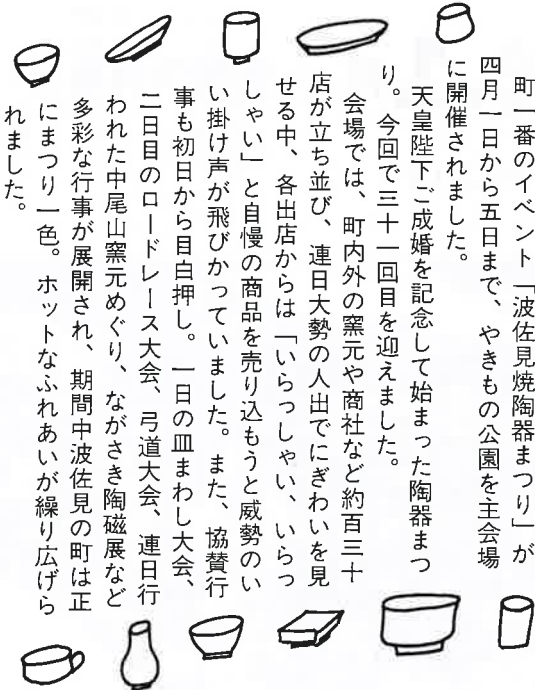 町一番のイベント「波佐見焼陶器まつり」が
四月一日から五日まで、やきもの公園を主会場
に開催されました。
天皇陛下ご成婚を記念して始まった陶器まつ
り。今回で三十一回目を迎えました。
会場では、町内外の窯元や商社など約百三十
店が立ち並び、連日大勢の人出でにぎわいを見
せる中、各出店からは「いらっしゃい、いらっ
しゃい」と自慢の商品を売り込もうと威勢のい
い掛け声が飛びかっていました。また、協賛行
事も初日から目白押し。一日の皿まわし大会、
二日目のロードレース大会、弓道大会、連日行
われた中尾山窯元めぐり、ながさき陶磁展など
多彩な行事が展開され、期間中波佐見の町は正
にまつり一色。ホットなふれあいが繰り広げら
れました。